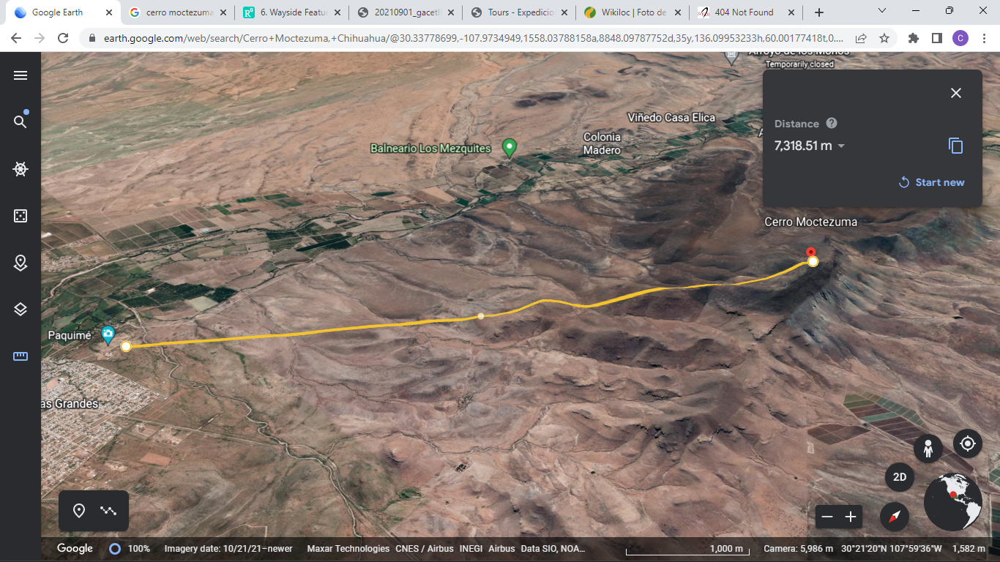 Google Earth
cerro moctezuma
6. Wayside Featu
20210901_gacet
Tours - Expedicio
Wikiloc | Foto de
404 Not Found
earth.google.com/web/search/Cerro+Moctezuma,+Chihuahua/@30.33778699,-107.9734949,1558.03788158a,8848.09787752d,35y,136.09953233h,60.00177418t,0....
C
Arroyo de los Monos
Temporarily closed
Distance ?
7,318.51 m
Start new
Viñedo Casa Elica
Colonia
Madero
Balneario Los Mezquites
Cerro Moctezuma
Paquimé
as Grandes
2D
Google
100%
Imagery date: 10/21/21–newer
Maxar Technologies CNES / Airbus INEGI Airbus Data SIO, NOA...
1,000 m
Camera: 5,986 m 30°21'20"N 107°59'36"W 1,582 m